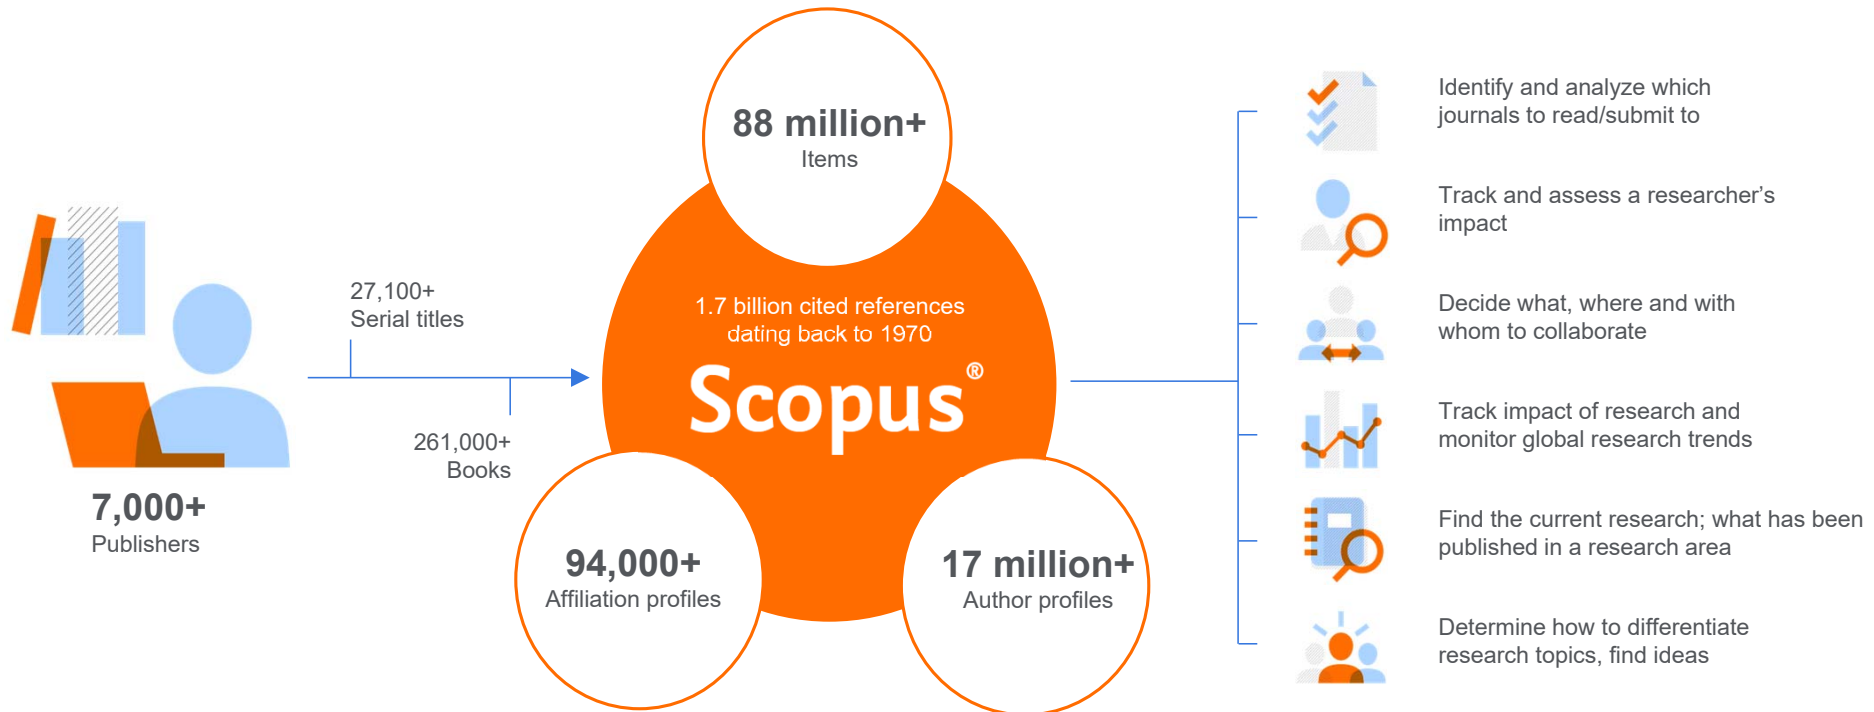 7,000+
Publishers
27,100+
Serial titles
261,000+
Books
88 million+
Items
1.7 billion cited references
dating back to 1970
Scopus®
94,000+
Affiliation profiles
17 million+
Author profiles
Identify and analyze which
journals to read/submit to
Track and assess a researcher’s
impact
Decide what, where and with
whom to collaborate
Track impact of research and
monitor global research trends
Find the current research; what has been
published in a research area
Determine how to differentiate
research topics, find ideas